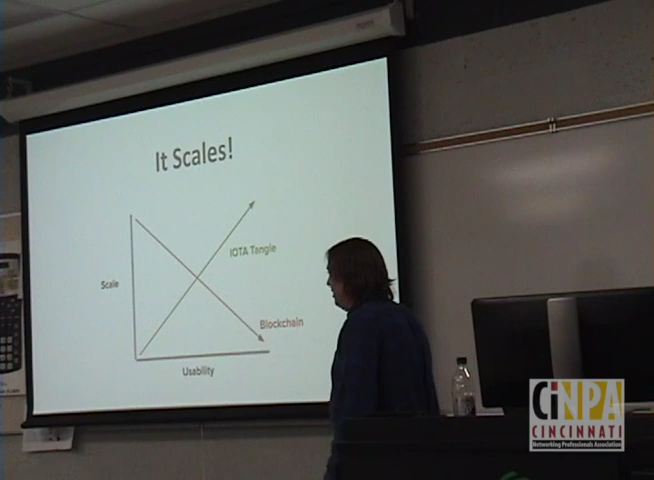 It Scales!
IOTA Tangle
Scale
Blockchain
Usability
CiNPA
CINCINNATI
Networking Professionals Association